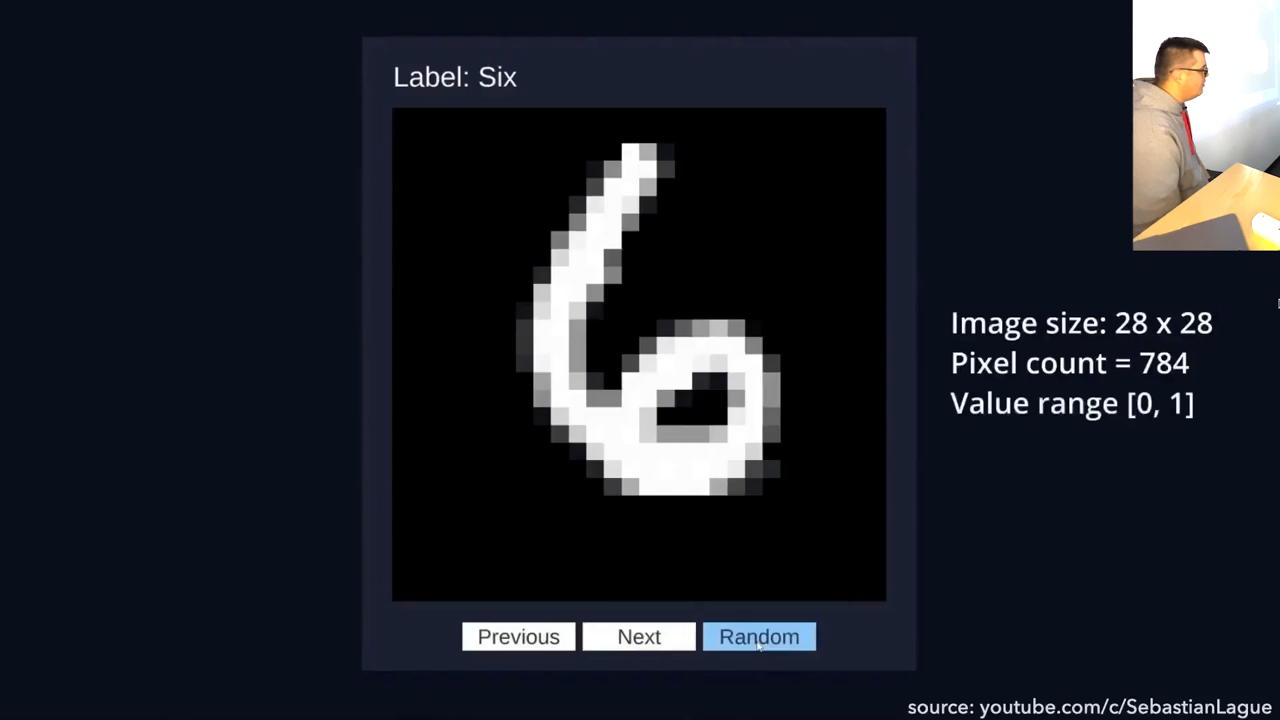 Label: Six
Image size: 28 x 28
Pixel count = 784
Value range [0, 1]
Previous
Next
Random
source: youtube.com/c/SebastianLague